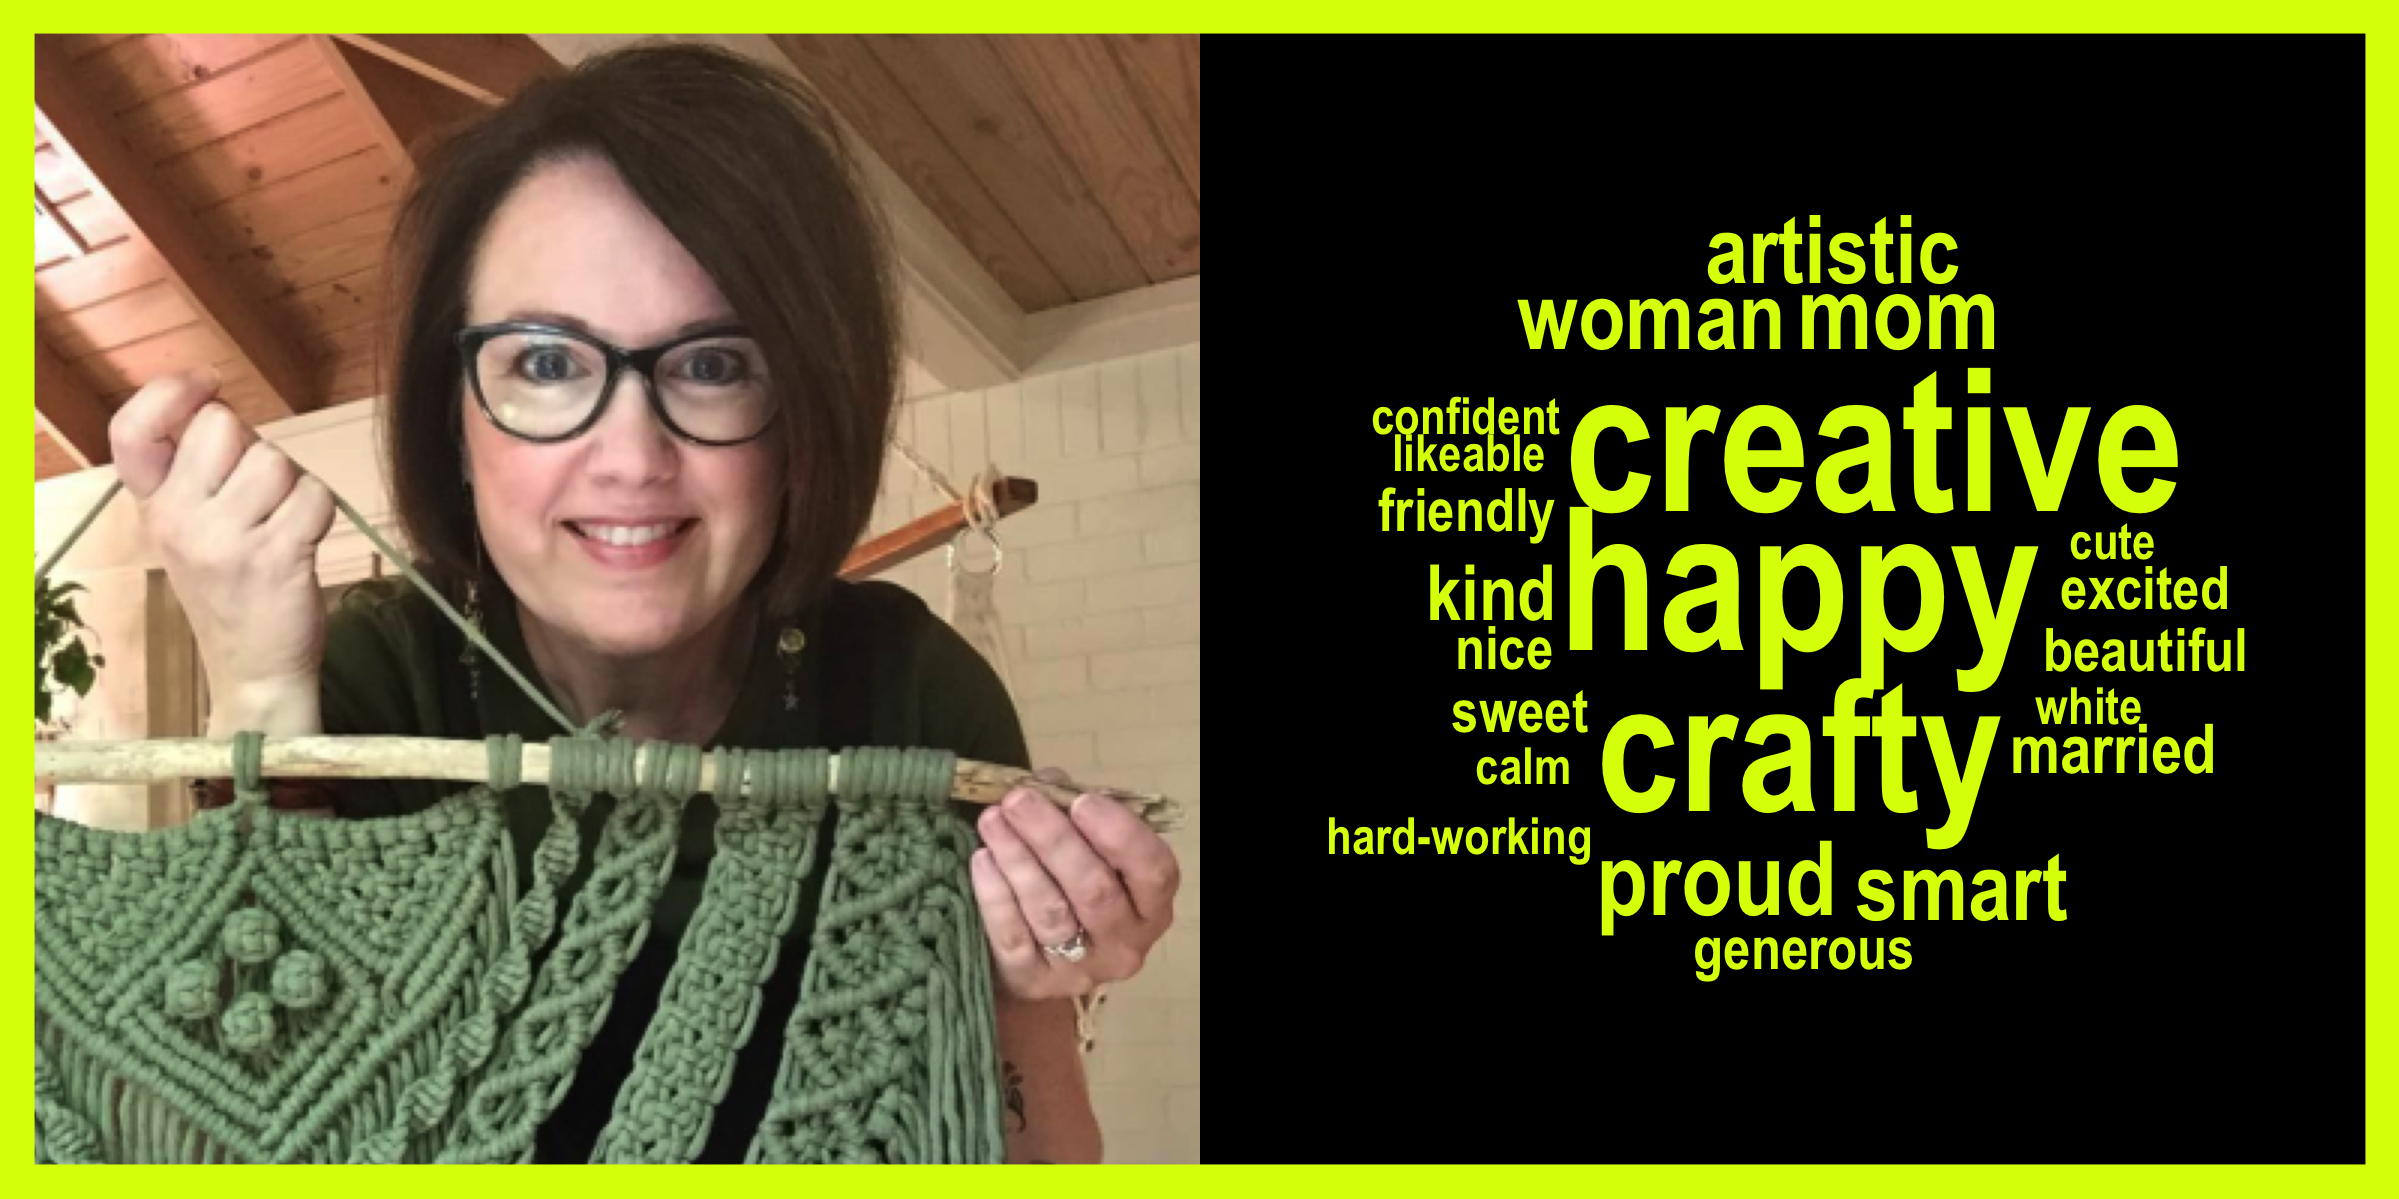 artistic
woman mom
creative
confident
likeable
friendly
happy
cute
excited
kind
nice
beautiful
sweet
crafty
white
married
calm
hard-working
proud smart
generous